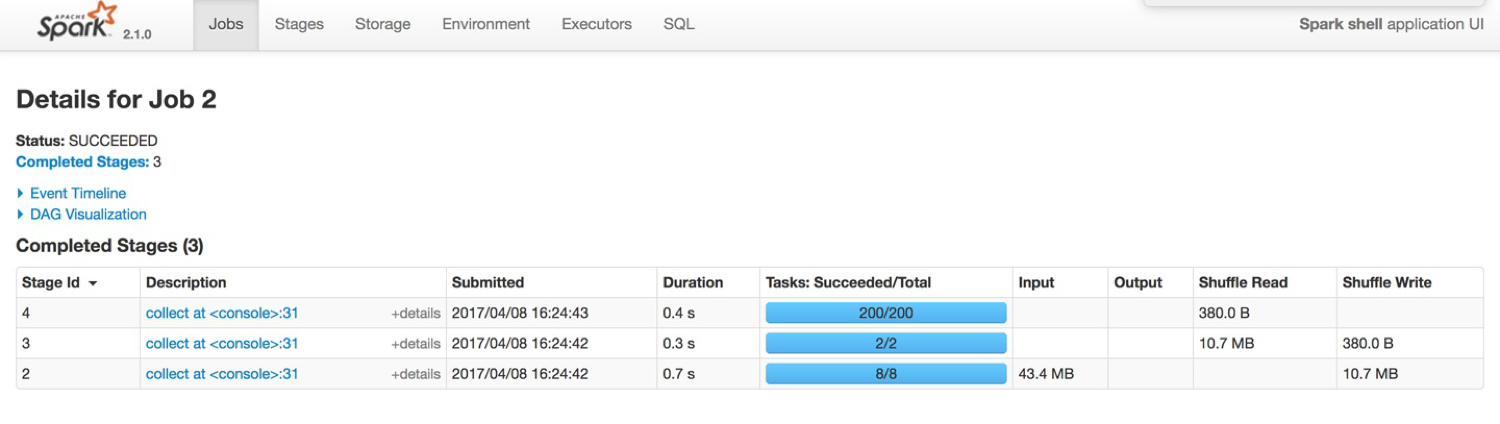 APACHE Spark 2.1.0 Jobs Stages Storage Environment Executors SQL Spark shell application UI
Details for Job 2
Status: SUCCEEDED
Completed Stages: 3
Event Timeline
DAG Visualization
Completed Stages (3)
Stage Id Description Submitted Duration Tasks: Succeeded/Total Input Output Shuffle Read Shuffle Write
4 collect at <console>:31 +details 2017/04/08 16:24:43 0.4 s 200/200 380.0 B
3 collect at <console>:31 +details 2017/04/08 16:24:42 0.3 s 2/2 10.7 MB 380.0 B
2 collect at <console>:31 +details 2017/04/08 16:24:42 0.7 s 8/8 43.4 MB 10.7 MB